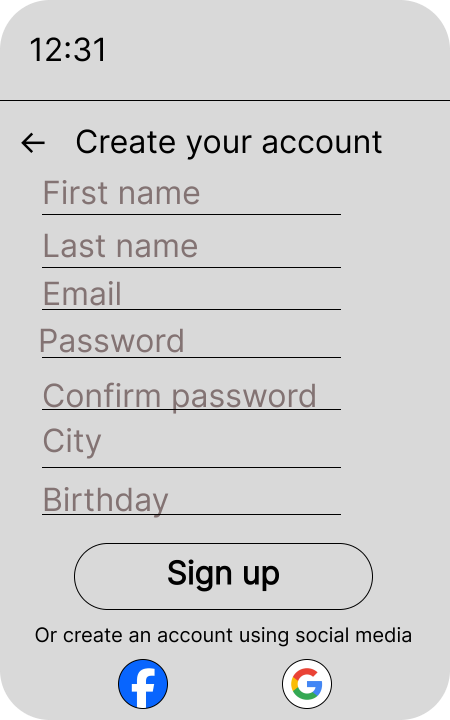 12:31
← Create your account
First name
Last name
Email
Password
Confirm password
City
Birthday
Sign up
Or create an account using social media